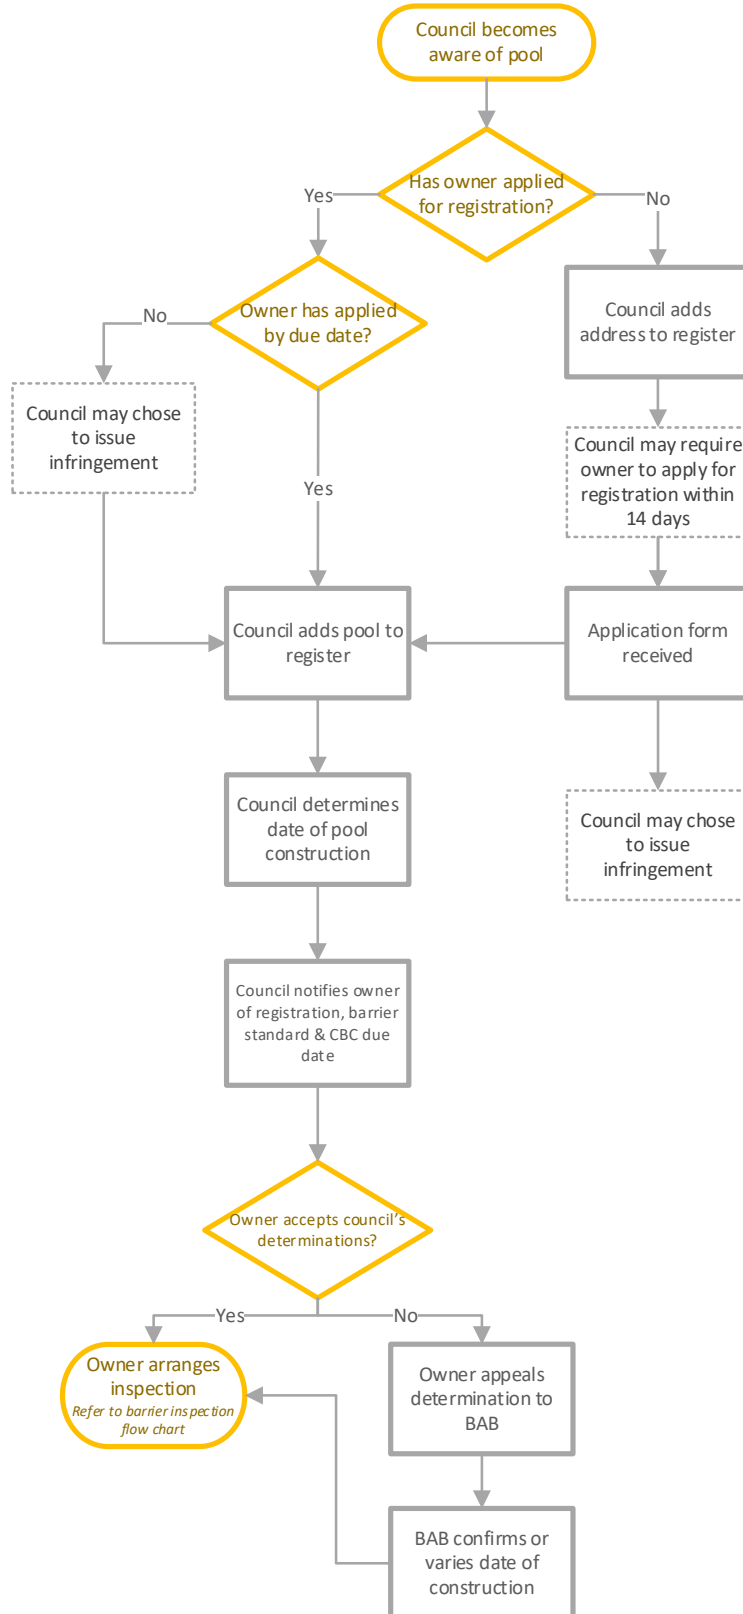 Council becomes
aware of pool
Has owner applied
for registration?
Yes
No
Owner has applied
by due date?
Council adds
address to register
No
Council may chose
to issue
infringement
Council may require
owner to apply for
registration within
14 days
Yes
Council adds pool to
register
Application form
received
Council determines
date of pool
construction
Council may chose
to issue
infringement
Council notifies owner
of registration, barrier
standard & CBC due
date
Owner accepts council’s
determinations?
Yes
No
Owner arranges
inspection
Refer to barrier inspection
flow chart
Owner appeals
determination to
BAB
BAB confirms or
varies date of
construction